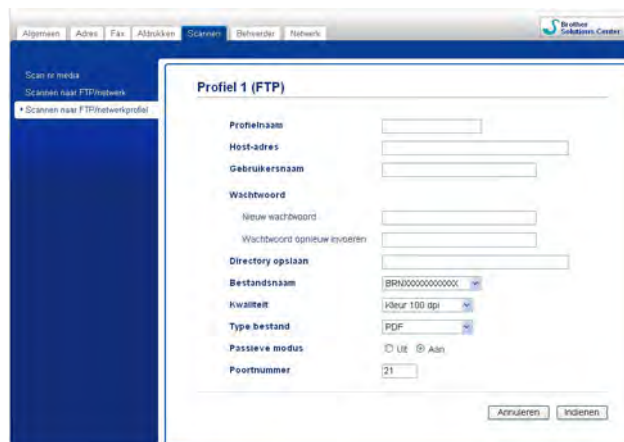 Algemeen Adres Fax Afdrukken Scannen Beheerder Netwerk
Brother Solutions Center
Scan nr media
Scannen naar FTP/netwerk
Scannen naar FTP/netwerkprofiel
Profiel 1 (FTP)
Profielnaam
Host-adres
Gebruikersnaam
Wachtwoord
Nieuw wachtwoord
Wachtwoord opnieuw invoeren
Directory opslaan
Bestandsnaam BRNXXXXXXXXXXXX
Kwaliteit Kleur 100 dpi
Type bestand PDF
Passieve modus Uit Aan
Poortnummer 21
Annuleren Indienen